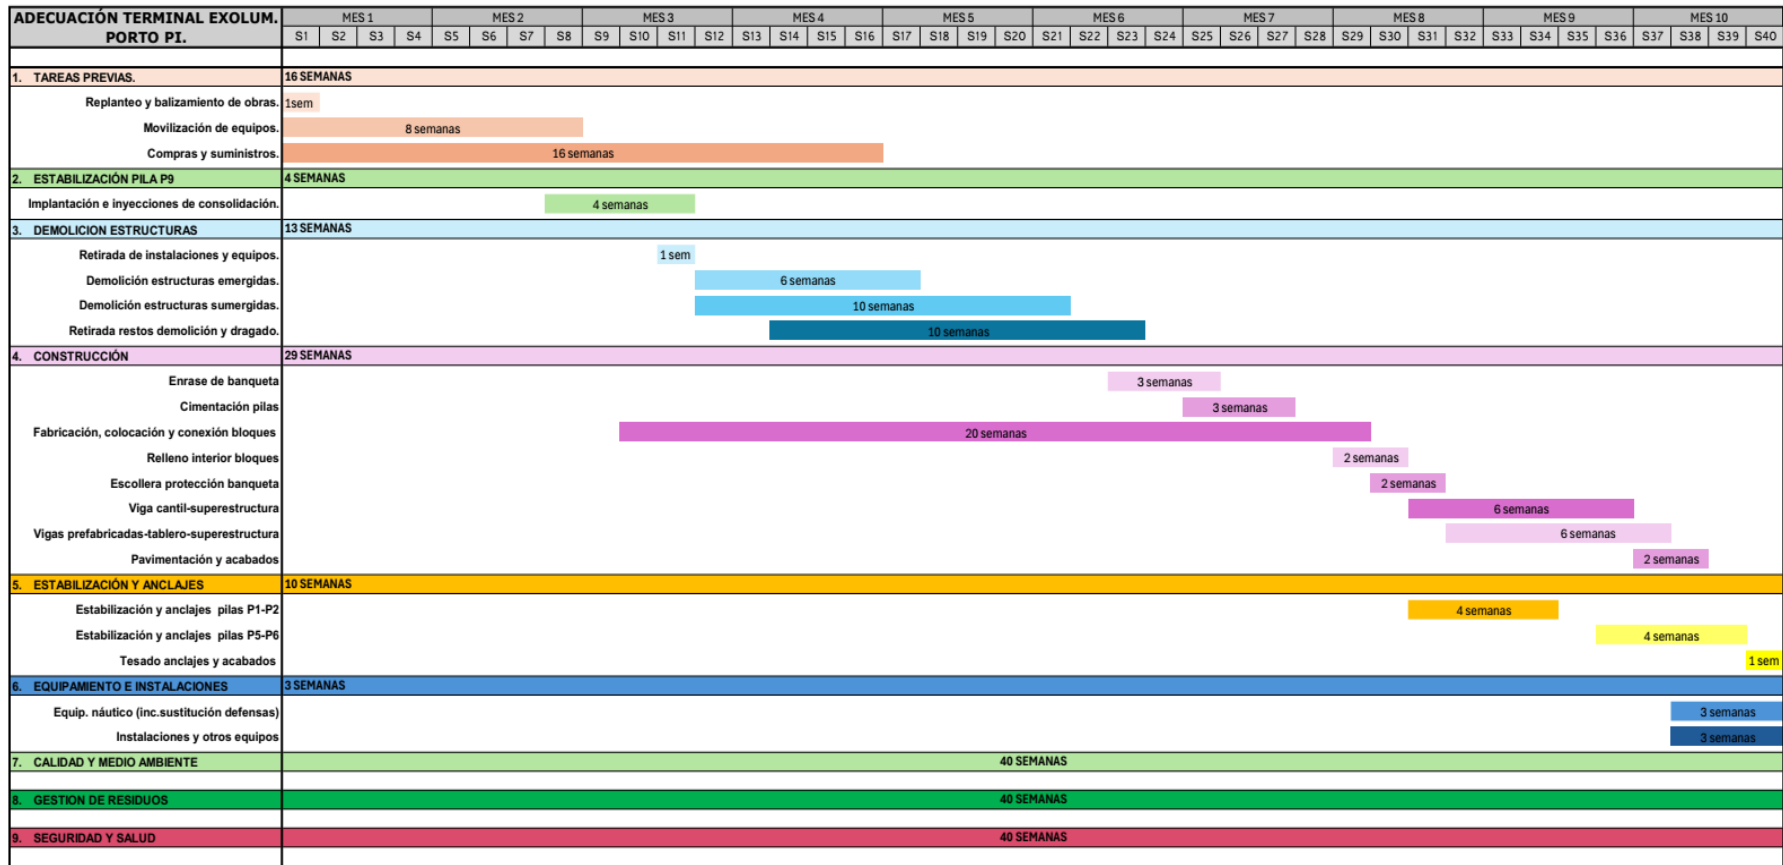 ADECUACIÓN TERMINAL EXOLUM. MES 1 MES 2 MES 3 MES 4 MES 5 MES 6 MES 7 MES 8 MES 9 MES 10
PORTO PI. S1 S2 S3 S4 S5 S6 S7 S8 S9 S10 S11 S12 S13 S14 S15 S16 S17 S18 S19 S20 S21 S22 S23 S24 S25 S26 S27 S28 S29 S30 S31 S32 S33 S34 S35 S36 S37 S38 S39 S40
1. TAREAS PREVIAS. 16 SEMANAS
Replanteo y balizamiento de obras. 1sem
Movilización de equipos. 8 semanas
Compras y suministros. 16 semanas
2. ESTABILIZACIÓN PILA P9 4 SEMANAS
Implantación e inyecciones de consolidación. 4 semanas
3. DEMOLICION ESTRUCTURAS 13 SEMANAS
Retirada de instalaciones y equipos. 1 sem
Demolición estructuras emergidas. 6 semanas
Demolición estructuras sumergidas. 10 semanas
Retirada restos demolición y dragado. 10 semanas
4. CONSTRUCCIÓN 29 SEMANAS
Enrase de banqueta 3 semanas
Cimentación pilas 3 semanas
Fabricación, colocación y conexión bloques 20 semanas
Relleno interior bloques 2 semanas
Escollera protección banqueta 2 semanas
Viga cantil-superestructura 6 semanas
Vigas prefabricadas-tablero-superestructura 6 semanas
Pavimentación y acabados 2 semanas
5. ESTABILIZACIÓN Y ANCLAJES 10 SEMANAS
Estabilización y anclajes pilas P1-P2 4 semanas
Estabilización y anclajes pilas P5-P6 4 semanas
Tesado anclajes y acabados 1 sem
6. EQUIPAMIENTO E INSTALACIONES 3 SEMANAS
Equip. náutico (inc.sustitución defensas) 3 semanas
Instalaciones y otros equipos 3 semanas
7. CALIDAD Y MEDIO AMBIENTE 40 SEMANAS
8. GESTION DE RESIDUOS 40 SEMANAS
9. SEGURIDAD Y SALUD 40 SEMANAS